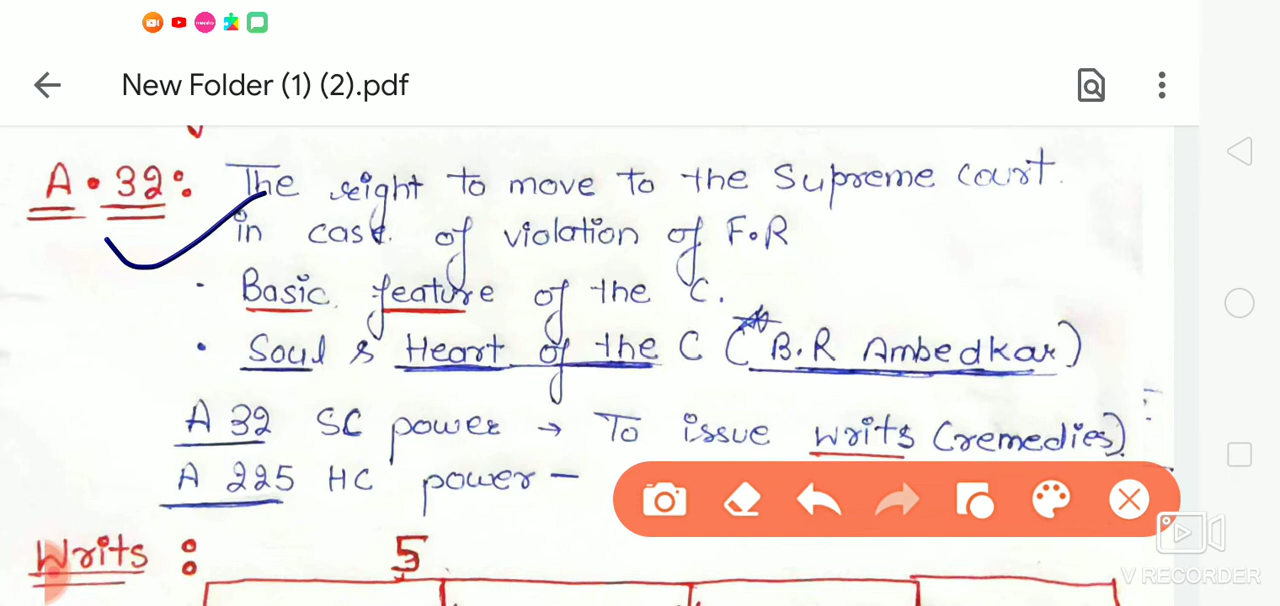 New Folder (1) (2).pdf
A. 32: The right to move to the Supreme Court.
in case. of violation of F.R
· Basic. feature of the C.
· Soul & Heart of the C (B.R Ambedkar)
A 32 SC power → To issue writs (remedies)
A 225 HC power —
Writs : 5
V RECORDER